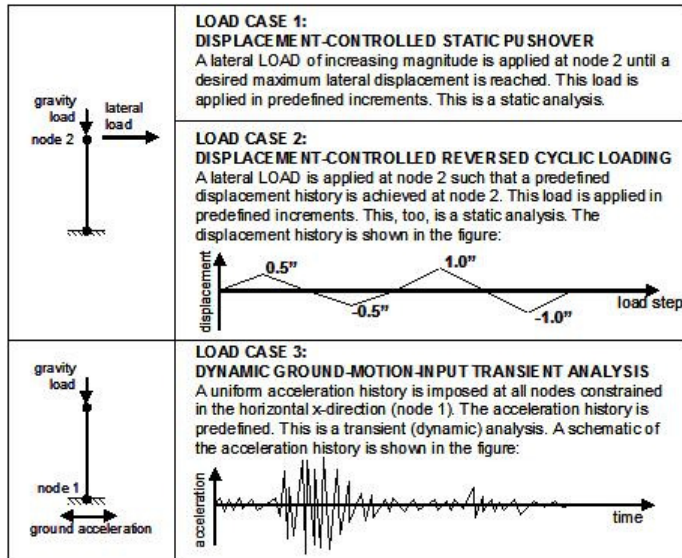 gravity
load
lateral
load
node 2
LOAD CASE 1:
DISPLACEMENT-CONTROLLED STATIC PUSHOVER
A lateral LOAD of increasing magnitude is applied at node 2 until a
desired maximum lateral displacement is reached. This load is
applied in predefined increments. This is a static analysis.
LOAD CASE 2:
DISPLACEMENT-CONTROLLED REVERSED CYCLIC LOADING
A lateral LOAD is applied at node 2 such that a predefined
displacement history is achieved at node 2. This load is applied in
predefined increments. This, too, is a static analysis. The
displacement history is shown in the figure:
displacement
0.5"
-0.5"
1.0"
-1.0"
load step
gravity
load
node 1
ground acceleration
LOAD CASE 3:
DYNAMIC GROUND-MOTION-INPUT TRANSIENT ANALYSIS
A uniform acceleration history is imposed at all nodes constrained
in the horizontal x-direction (node 1). The acceleration history is
predefined. This is a transient (dynamic) analysis. A schematic of
the acceleration history is shown in the figure:
acceleration
time